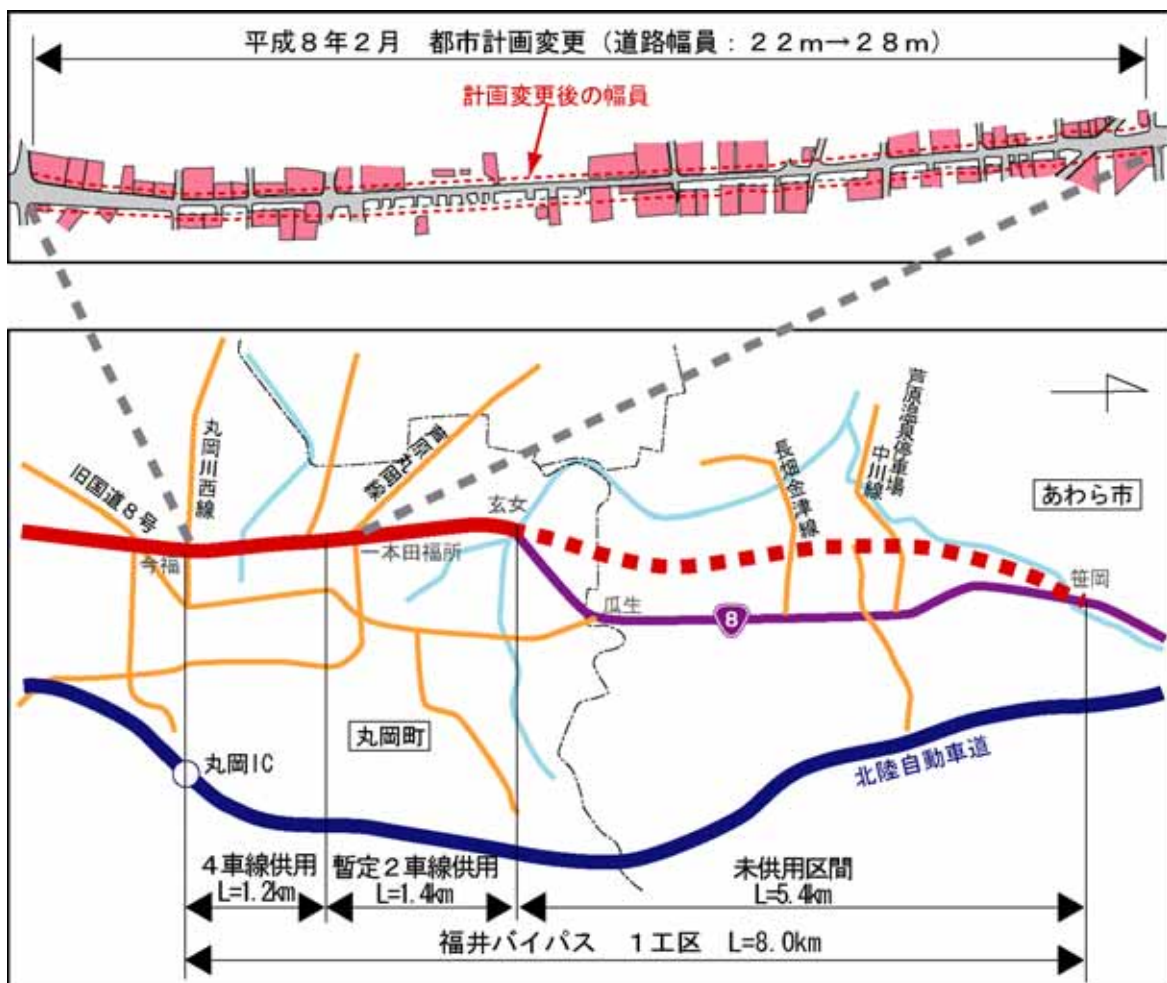 平成８年２月　都市計画変更（道路幅員：２２ｍ→２８ｍ）
計画変更後の幅員
旧国道８号
丸岡川西線
芦原丸岡線
長畑金津線
芦原温泉停車場
中川線
あわら市
玄女
今福
一本田福所
瓜生
笹岡
8
丸岡町
丸岡IC
北陸自動車道
４車線供用
L=1.2km
暫定２車線供用
L=1.4km
未供用区間
L=5.4km
福井バイパス　１工区　L=8.0km